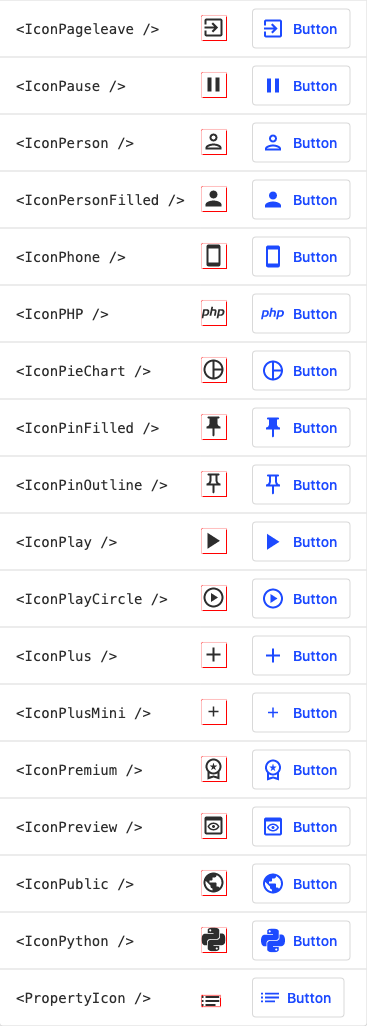 <IconPageleave /> Button
<IconPause /> Button
<IconPerson /> Button
<IconPersonFilled /> Button
<IconPhone /> Button
<IconPHP /> php php Button
<IconPieChart /> Button
<IconPinFilled /> Button
<IconPinOutline /> Button
<IconPlay /> Button
<IconPlayCircle /> Button
<IconPlus /> Button
<IconPlusMini /> Button
<IconPremium /> Button
<IconPreview /> Button
<IconPublic /> Button
<IconPython /> Button
<PropertyIcon /> Button